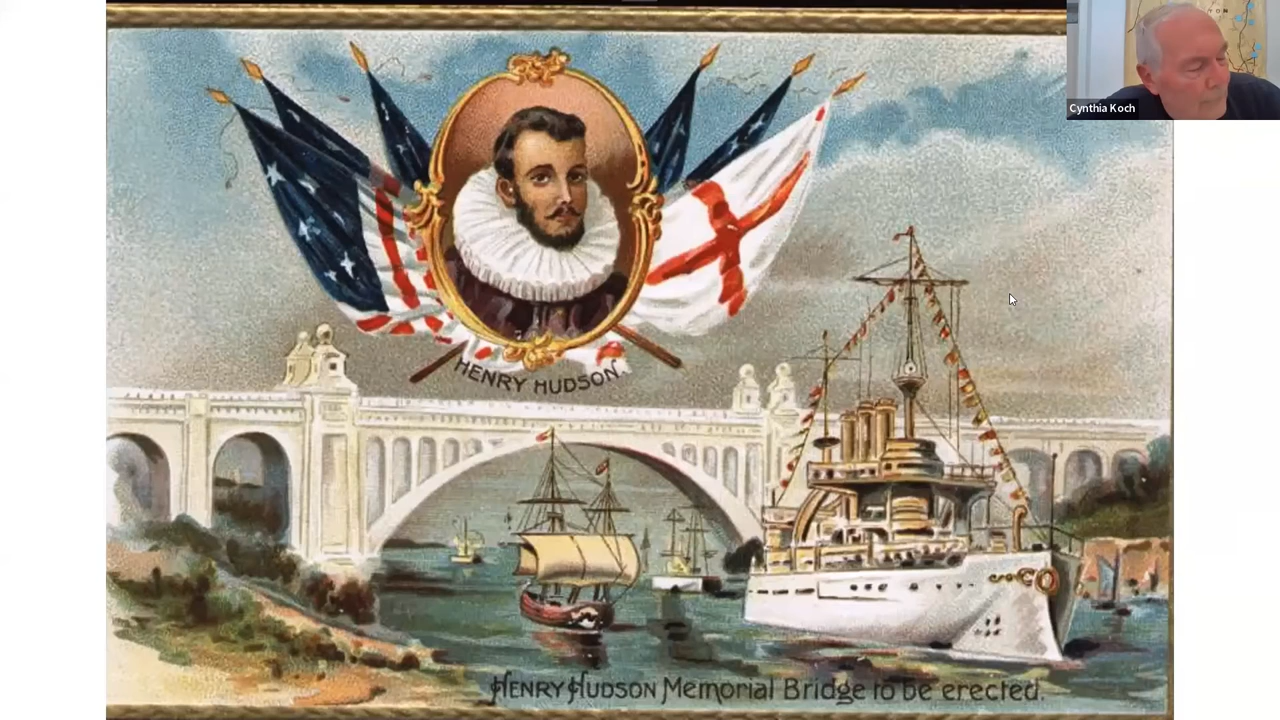 Cynthia Koch
HENRY HUDSON.
HENRY HUDSON Memorial Bridge to be erected.